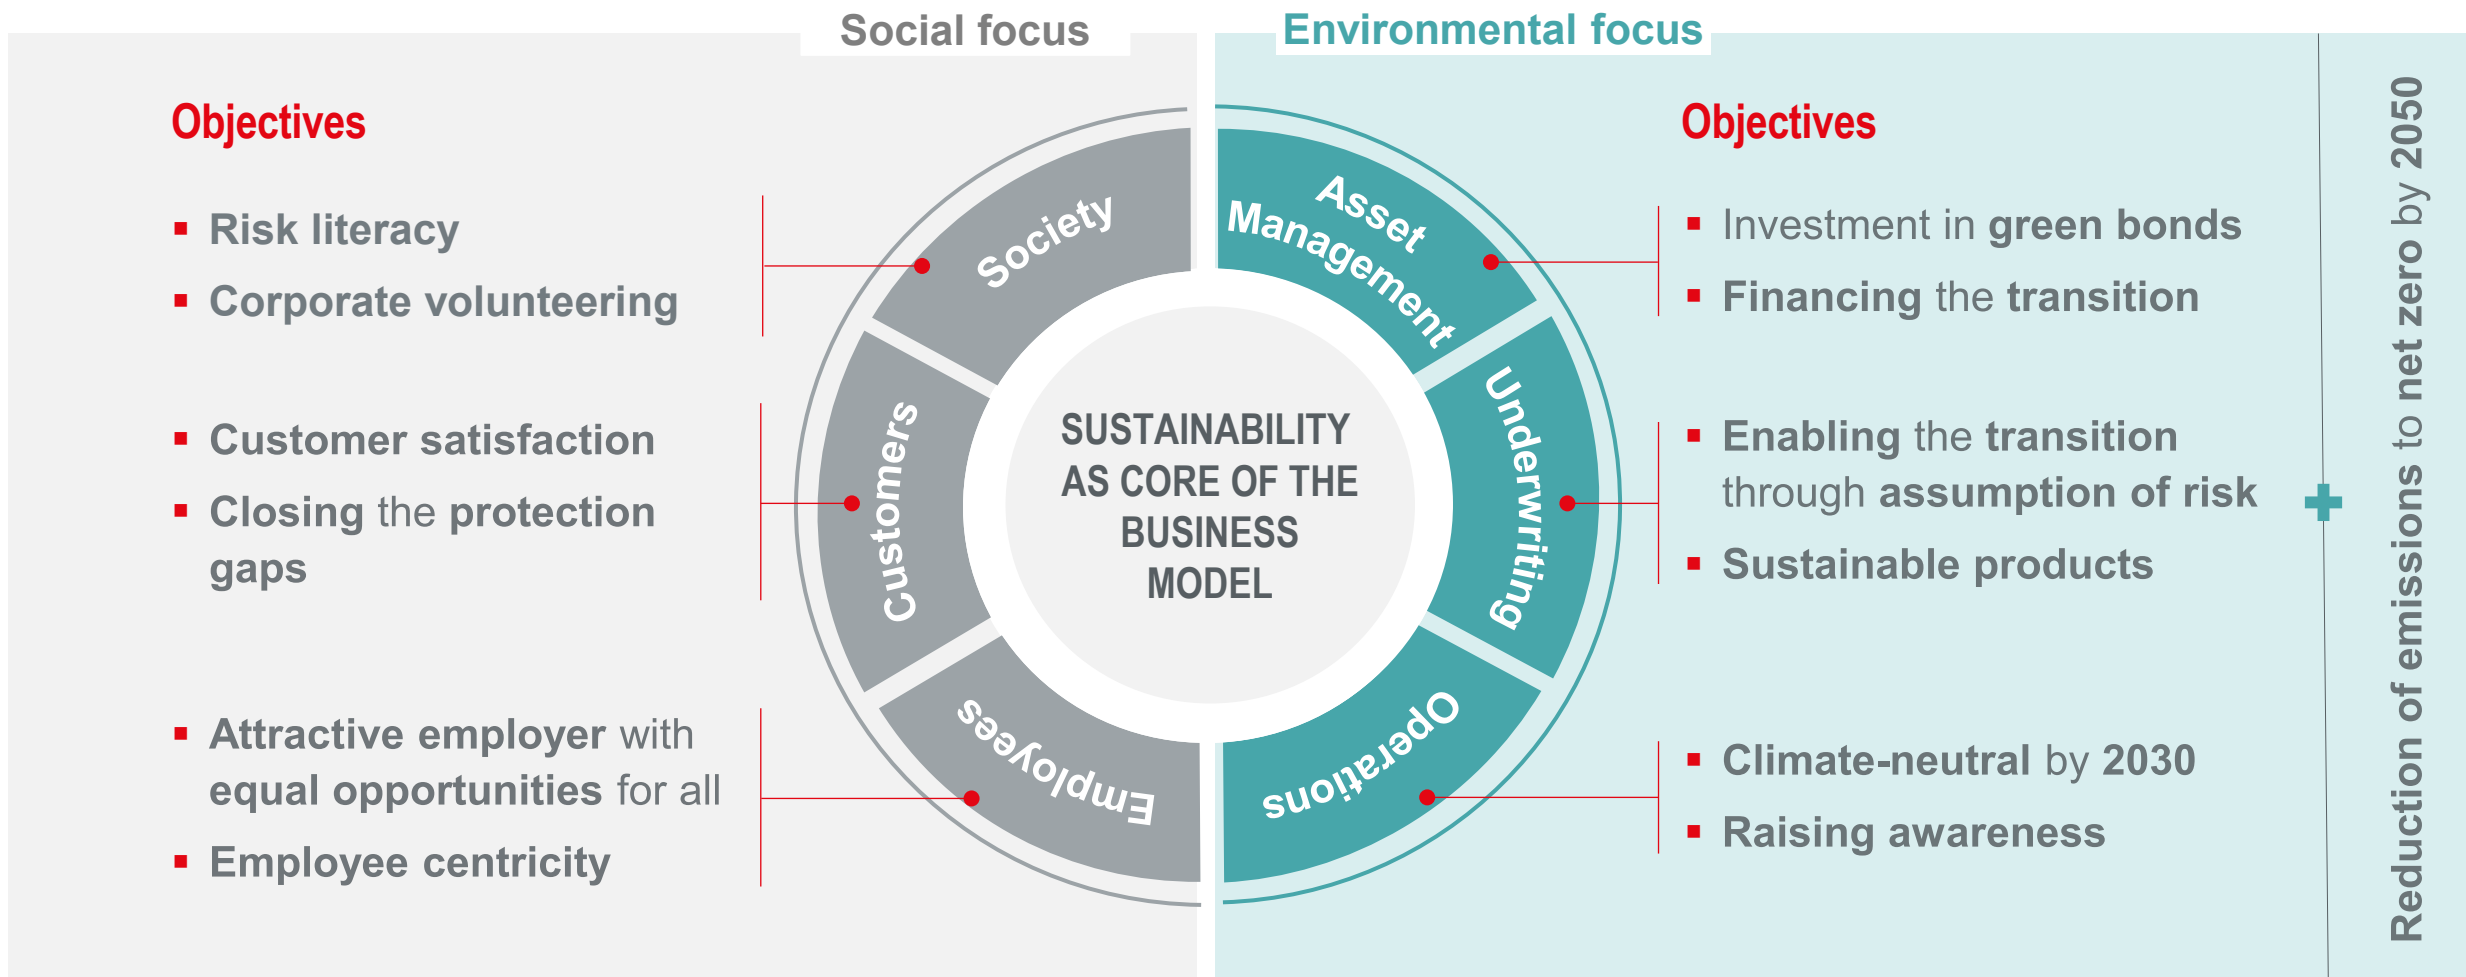 Social focus
Objectives
Risk literacy
Corporate volunteering
Customer satisfaction
Closing the protection
gaps
Attractive employer with
equal opportunities for all
Employee centricity
Society
Customers
Employees
SUSTAINABILITY
AS CORE OF THE
BUSINESS
MODEL
Environmental focus
Asset
Management
Underwriting
Operations
Objectives
Investment in green bonds
Financing the transition
Enabling the transition
through assumption of risk
Sustainable products
Climate-neutral by 2030
Raising awareness
Reduction of emissions to net zero by 2050